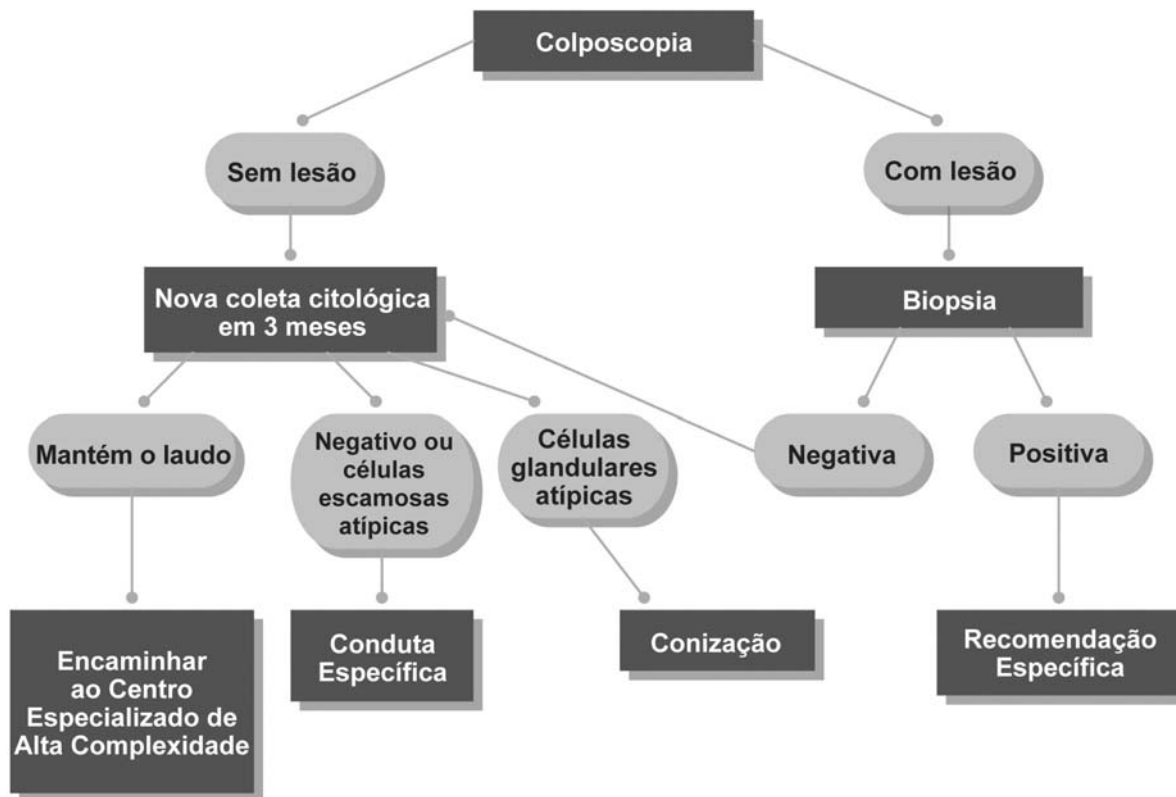 Colposcopia
Sem lesão
Com lesão
Nova coleta citológica
em 3 meses
Biopsia
Mantém o laudo
Negativo ou
células
escamosas
atípicas
Células
glandulares
atípicas
Negativa
Positiva
Encaminhar
ao Centro
Especializado de
Alta Complexidade
Conduta
Específica
Conização
Recomendação
Específica